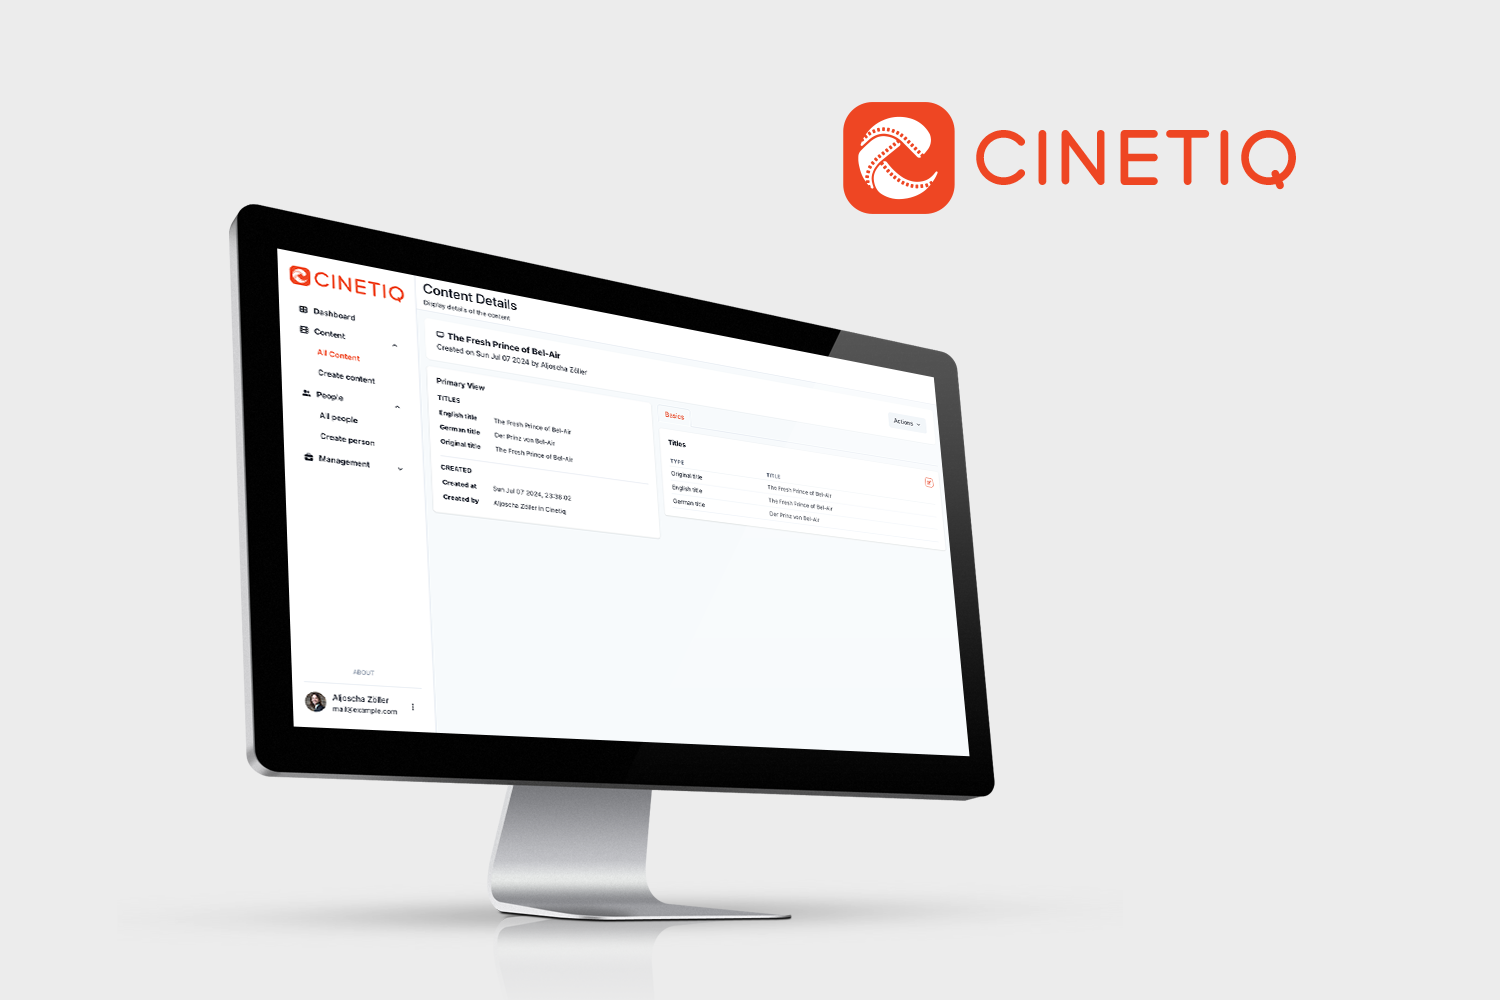 CINETIQ
CINETIQ
Dashboard
Content
All Content
Create content
People
All people
Create person
Management
ABOUT
Aljoscha Zöller
mail@example.com
Content Details
Display details of the content
The Fresh Prince of Bel-Air
Created on Sun Jul 07 2024 by Aljoscha Zöller
Actions
Primary View
TITLES
English title The Fresh Prince of Bel-Air
German title Der Prinz von Bel-Air
Original title The Fresh Prince of Bel-Air
CREATED
Created at Sun Jul 07 2024, 23:38:02
Created by Aljoscha Zöller in Cinetiq
Basics
Titles
TYPE TITLE
Original title The Fresh Prince of Bel-Air
English title The Fresh Prince of Bel-Air
German title Der Prinz von Bel-Air